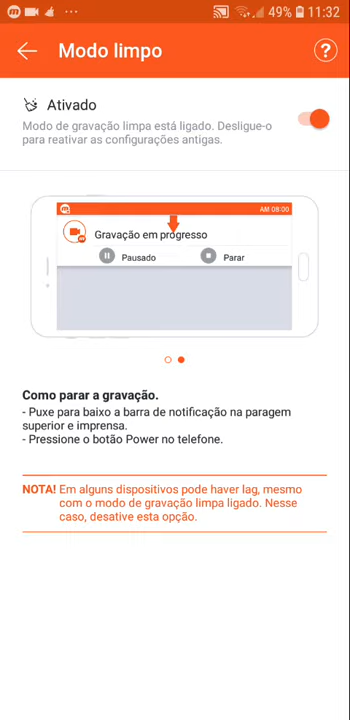 49% 11:32
Modo limpo ?
Ativado
Modo de gravação limpa está ligado. Desligue-o
para reativar as configurações antigas.
AM 08:00
Gravação em progresso
Pausado Parar
Como parar a gravação.
- Puxe para baixo a barra de notificação na paragem
superior e imprensa.
- Pressione o botão Power no telefone.
NOTA! Em alguns dispositivos pode haver lag, mesmo
com o modo de gravação limpa ligado. Nesse
caso, desative esta opção.